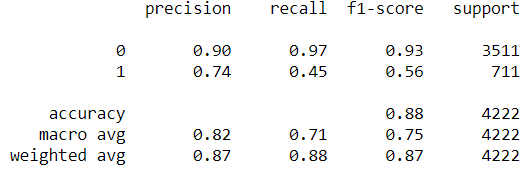 precision recall f1-score support
0 0.90 0.97 0.93 3511
1 0.74 0.45 0.56 711
accuracy 0.88 4222
macro avg 0.82 0.71 0.75 4222
weighted avg 0.87 0.88 0.87 4222